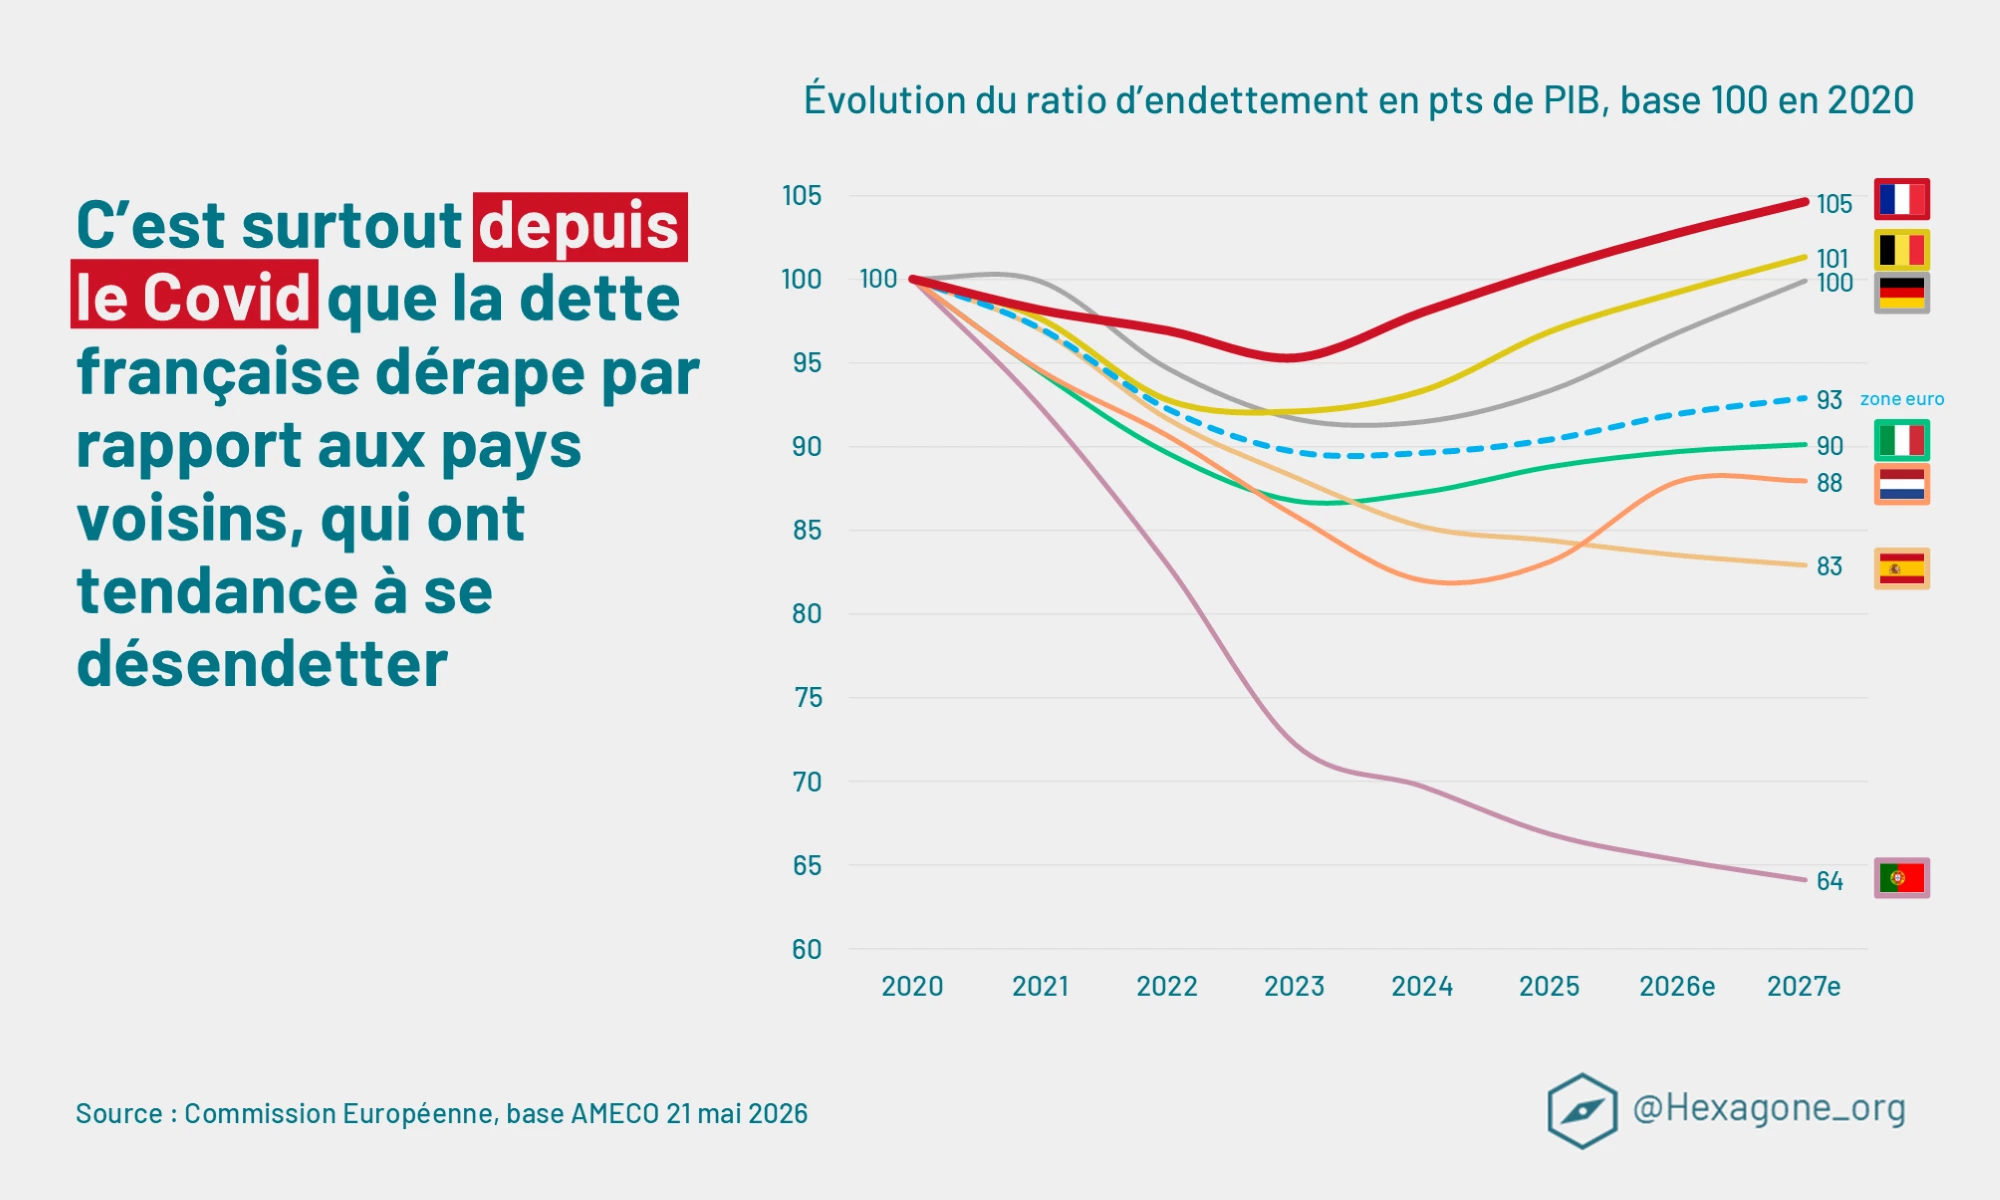 Évolution du ratio d'endettement en pts de PIB, base 100 en 2020
C'est surtout depuis
le Covid que la dette
française dérape par
rapport aux pays
voisins, qui ont
tendance à se
désendetter
105
100
95
90
85
80
75
70
65
60
100
105
101
100
93 zone euro
90
88
83
64
2020 2021 2022 2023 2024 2025 2026e 2027e
Source : Commission Européenne, base AMECO 21 mai 2026
@Hexagone_org